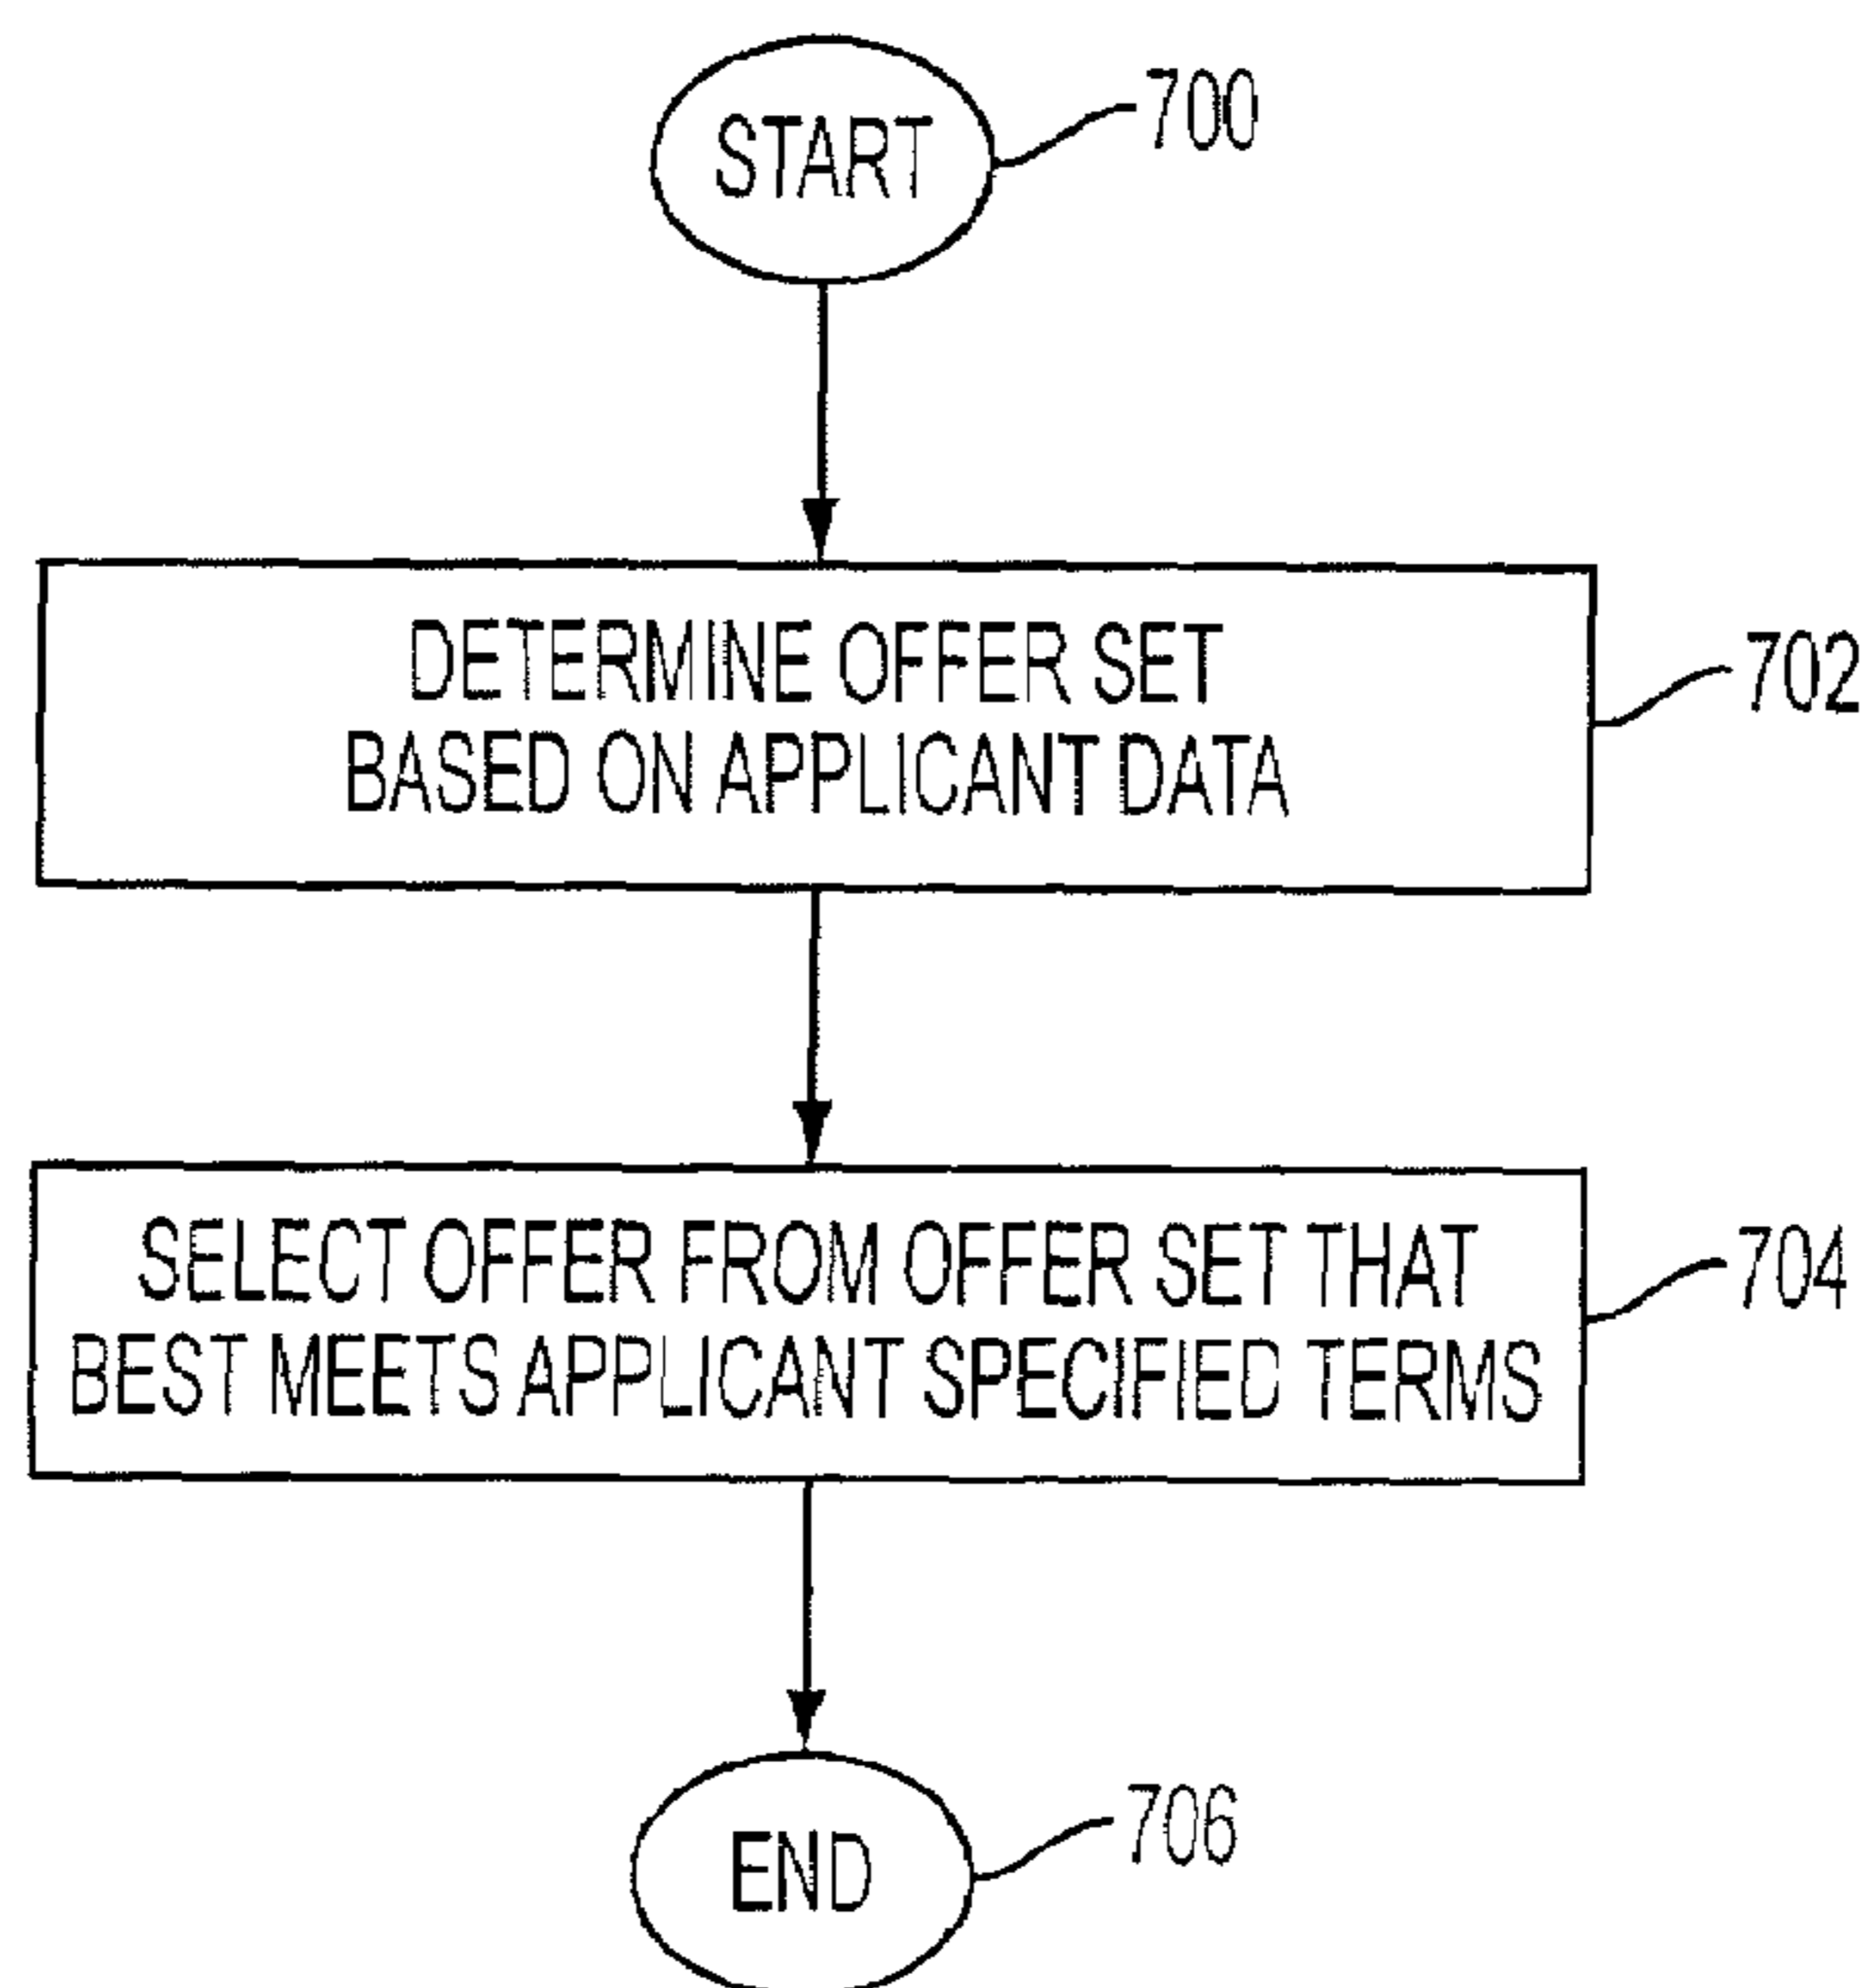 START
700
DETERMINE OFFER SET
BASED ON APPLICANT DATA
702
SELECT OFFER FROM OFFER SET THAT
BEST MEETS APPLICANT SPECIFIED TERMS
704
END
706